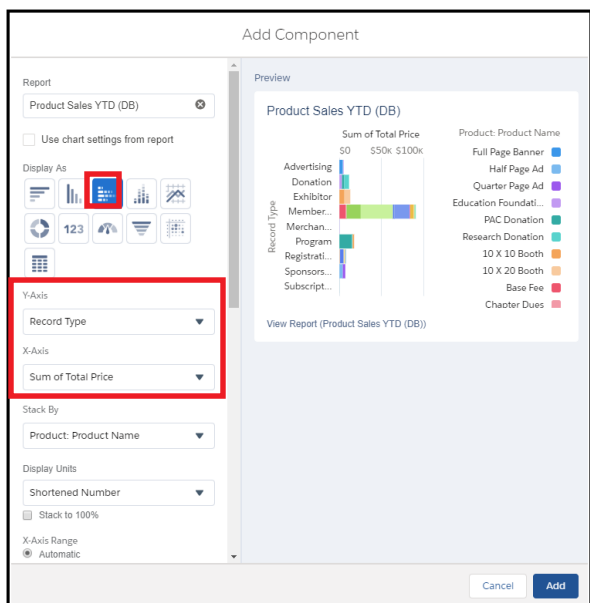 Add Component
Report
Product Sales YTD (DB)
Use chart settings from report
Display As
123
Y-Axis
Record Type
X-Axis
Sum of Total Price
Stack By
Product: Product Name
Display Units
Shortened Number
Stack to 100%
X-Axis Range
Automatic
Preview
Product Sales YTD (DB)
Sum of Total Price
$0 $50K $100K
Record Type
Advertising
Donation
Exhibitor
Member...
Merchan...
Program
Registrati...
Sponsors...
Subscript...
Product: Product Name
Full Page Banner
Half Page Ad
Quarter Page Ad
Education Foundati...
PAC Donation
Research Donation
10 X 10 Booth
10 X 20 Booth
Base Fee
Chapter Dues
View Report (Product Sales YTD (DB))
Cancel
Add